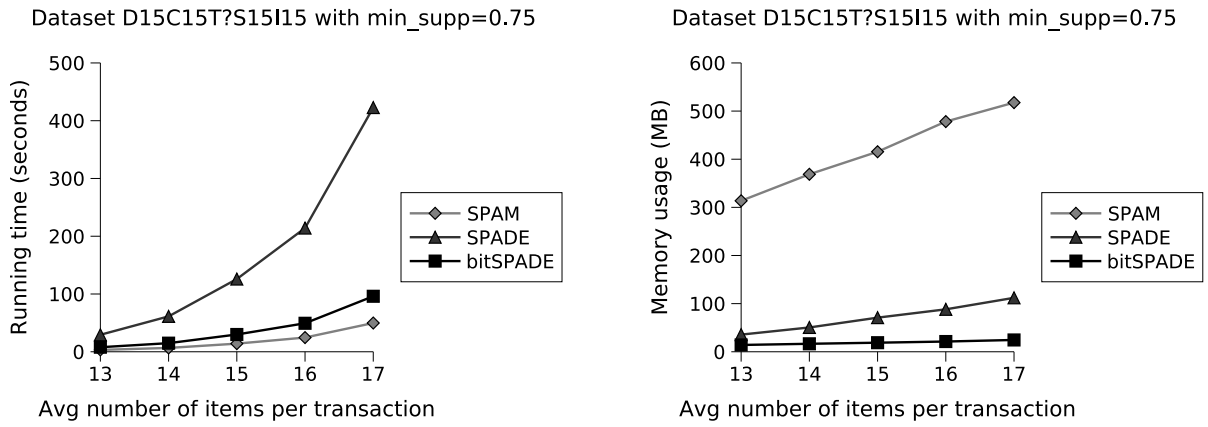 Dataset D15C15T?S15I15 with min_supp=0.75
Running time (seconds)
500
400
300
200
100
0
13 14 15 16 17
Avg number of items per transaction
SPAM
SPADE
bitSPADE
Dataset D15C15T?S15I15 with min_supp=0.75
Memory usage (MB)
600
500
400
300
200
100
0
13 14 15 16 17
Avg number of items per transaction
SPAM
SPADE
bitSPADE